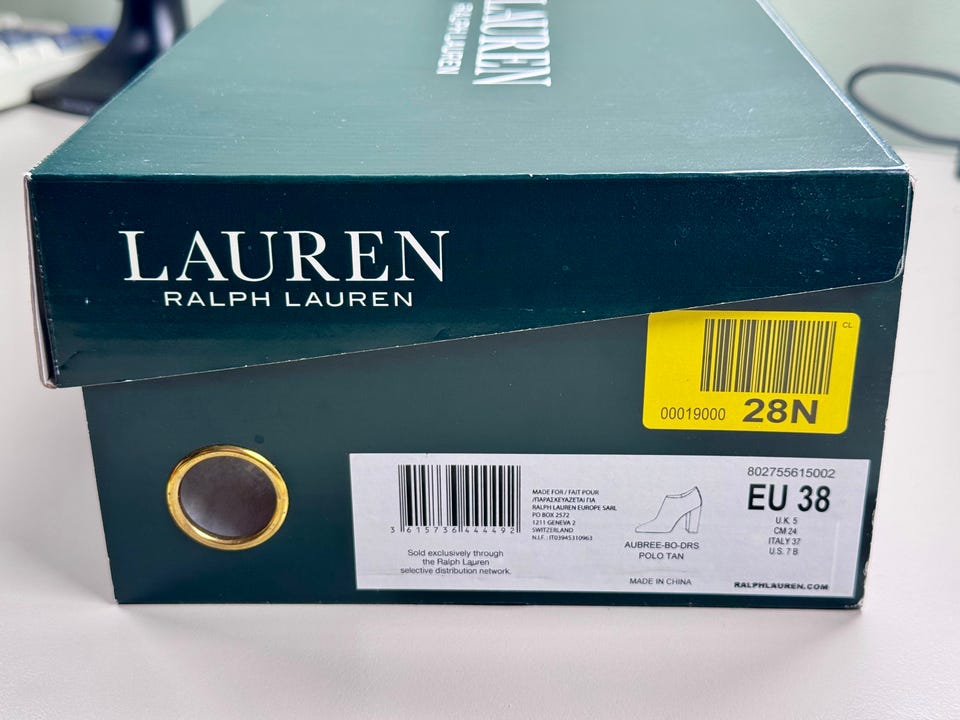 LAUREN
RALPH LAUREN
LAUREN
RALPH LAUREN
CL
00019000 28N
3 615736 444492
Sold exclusively through
the Ralph Lauren
selective distribution network.
MADE FOR / FAIT POUR
/ΠΑΡΑΣΚΕΥΑΖΕΤΑΙ ΓΙΑ
RALPH LAUREN EUROPE SARL
PO BOX 2572
1211 GENEVA 2
SWITZERLAND
N.I.F. : IT03945310963
AUBREE-BO-DRS
POLO TAN
MADE IN CHINA
802755615002
EU 38
U.K. 5
CM 24
ITALY 37
U.S. 7 B
RALPHLAUREN.COM